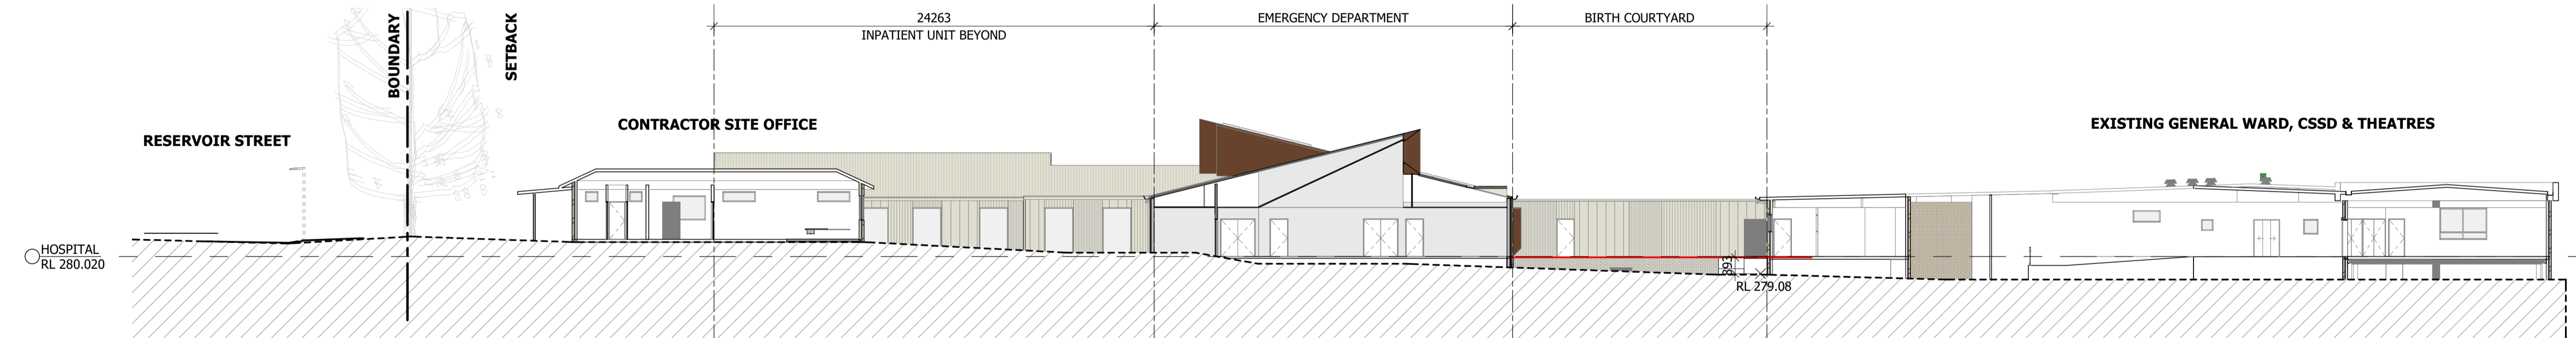 24263
INPATIENT UNIT BEYOND
EMERGENCY DEPARTMENT
BIRTH COURTYARD
BOUNDARY
SETBACK
RESERVOIR STREET
CONTRACTOR SITE OFFICE
EXISTING GENERAL WARD, CSSD & THEATRES
HOSPITAL
RL 280.020
893
RL 279.08